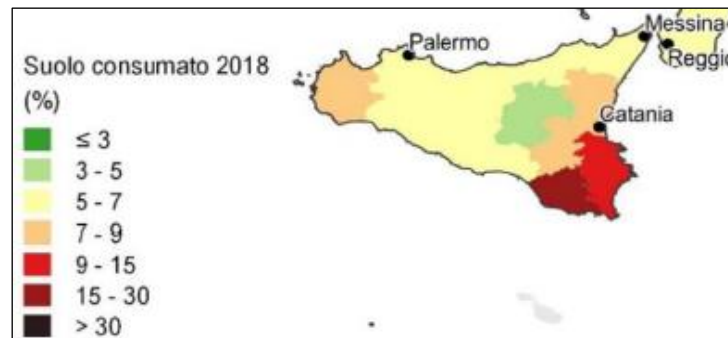 Messina
Palermo
Reggio
Suolo consumato 2018
(%)
Catania
≤ 3
3 - 5
5 - 7
7 - 9
9 - 15
15 - 30
> 30